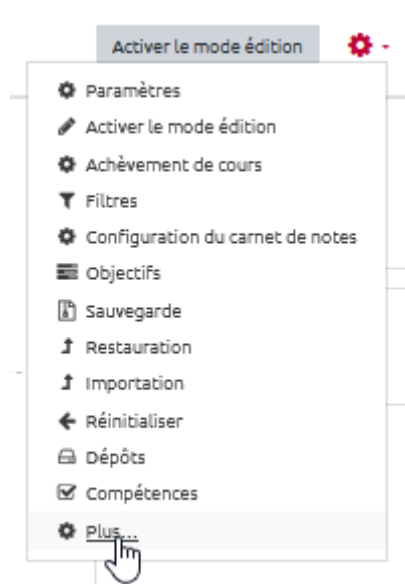 Activer le mode édition
Paramètres
Activer le mode édition
Achèvement de cours
Filtres
Configuration du carnet de notes
Objectifs
Sauvegarde
Restauration
Importation
Réinitialiser
Dépôts
Compétences
Plus...